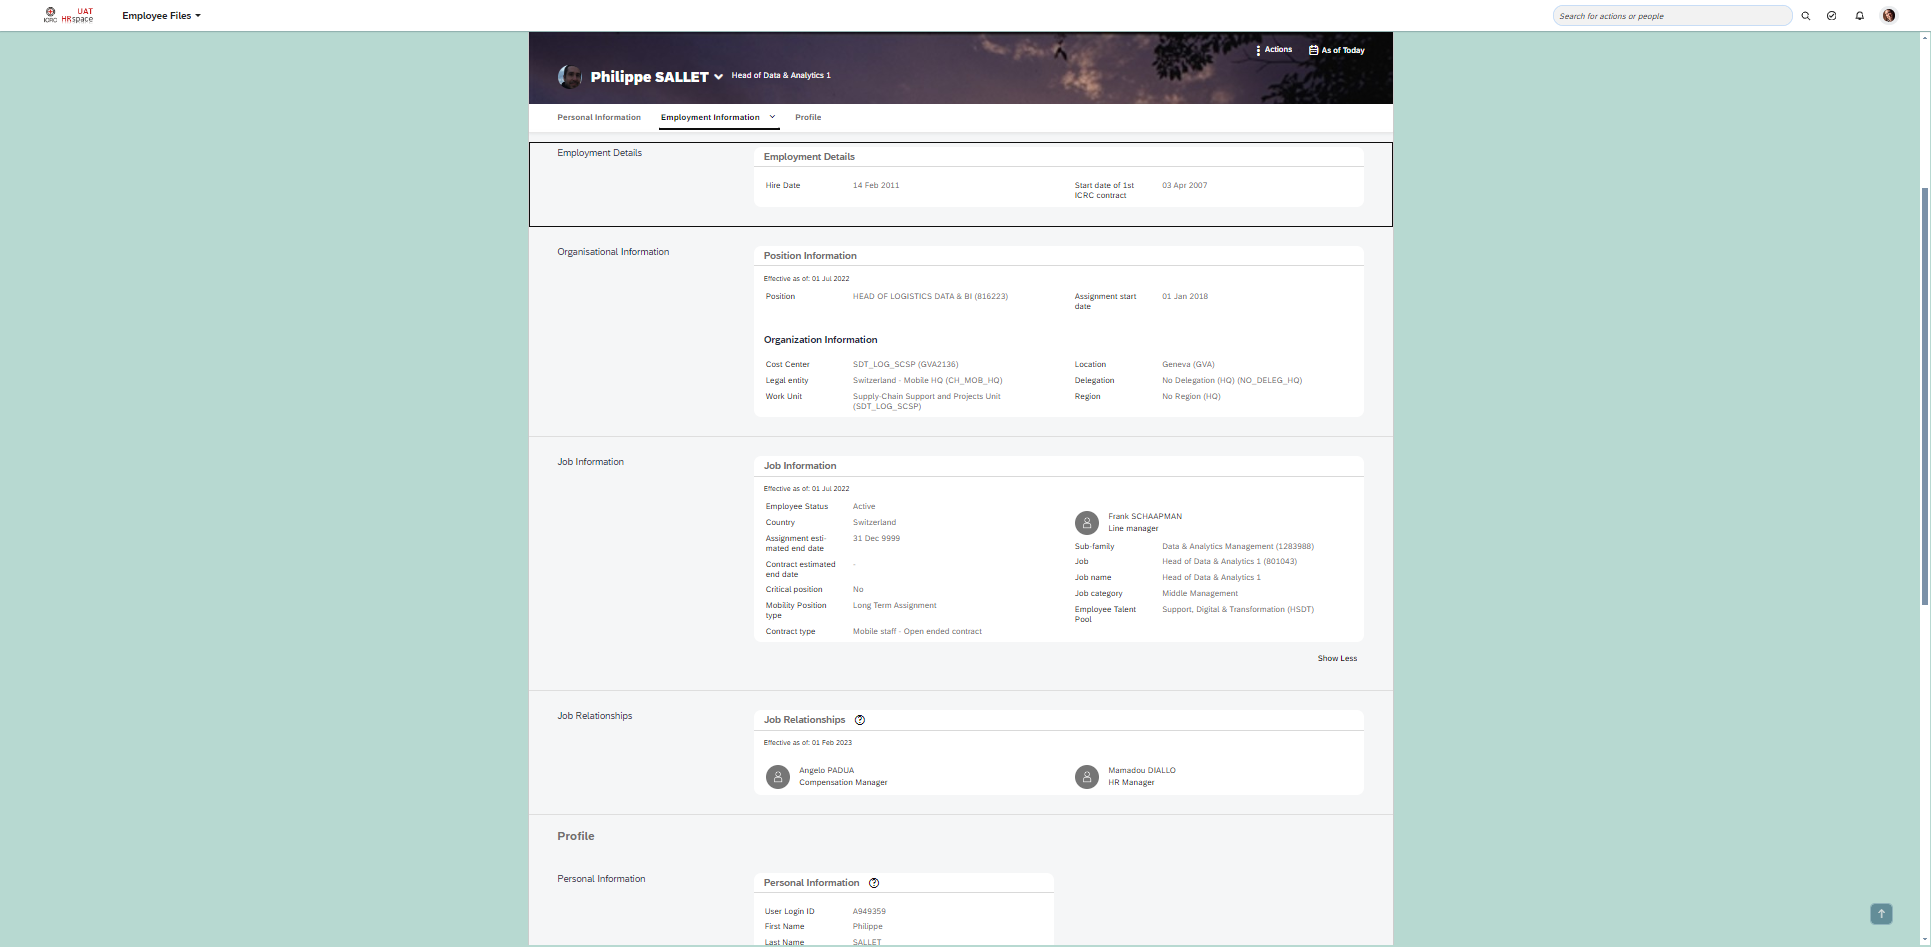 ICRC
UAT
HRspace
Employee Files
Search for actions or people
Actions
As of Today
Philippe SALLET
Head of Data & Analytics 1
Personal Information
Employment Information
Profile
Employment Details
Employment Details
Hire Date
14 Feb 2011
Start date of 1st
ICRC contract
03 Apr 2007
Organisational Information
Position Information
Effective as of: 01 Jul 2022
Position
HEAD OF LOGISTICS DATA & BI (816223)
Assignment start
date
01 Jan 2018
Organization Information
Cost Center
SDT_LOG_SCSP (GVA2136)
Location
Geneva (GVA)
Legal entity
Switzerland - Mobile HQ (CH_MOB_HQ)
Delegation
No Delegation (HQ) (NO_DELEG_HQ)
Work Unit
Supply-Chain Support and Projects Unit
(SDT_LOG_SCSP)
Region
No Region (HQ)
Job Information
Job Information
Effective as of: 01 Jul 2022
Employee Status
Active
Country
Switzerland
Assignment esti-
mated end date
31 Dec 9999
Contract estimated
end date
-
Critical position
No
Mobility Position
type
Long Term Assignment
Contract type
Mobile staff - Open ended contract
Frank SCHAAPMAN
Line manager
Sub-family
Data & Analytics Management (1283988)
Job
Head of Data & Analytics 1 (801043)
Job name
Head of Data & Analytics 1
Job category
Middle Management
Employee Talent
Pool
Support, Digital & Transformation (HSDT)
Show Less
Job Relationships
Job Relationships
Effective as of: 01 Feb 2023
Angelo PADUA
Compensation Manager
Mamadou DIALLO
HR Manager
Profile
Personal Information
Personal Information
User Login ID
A949359
First Name
Philippe
Last Name
SALLET